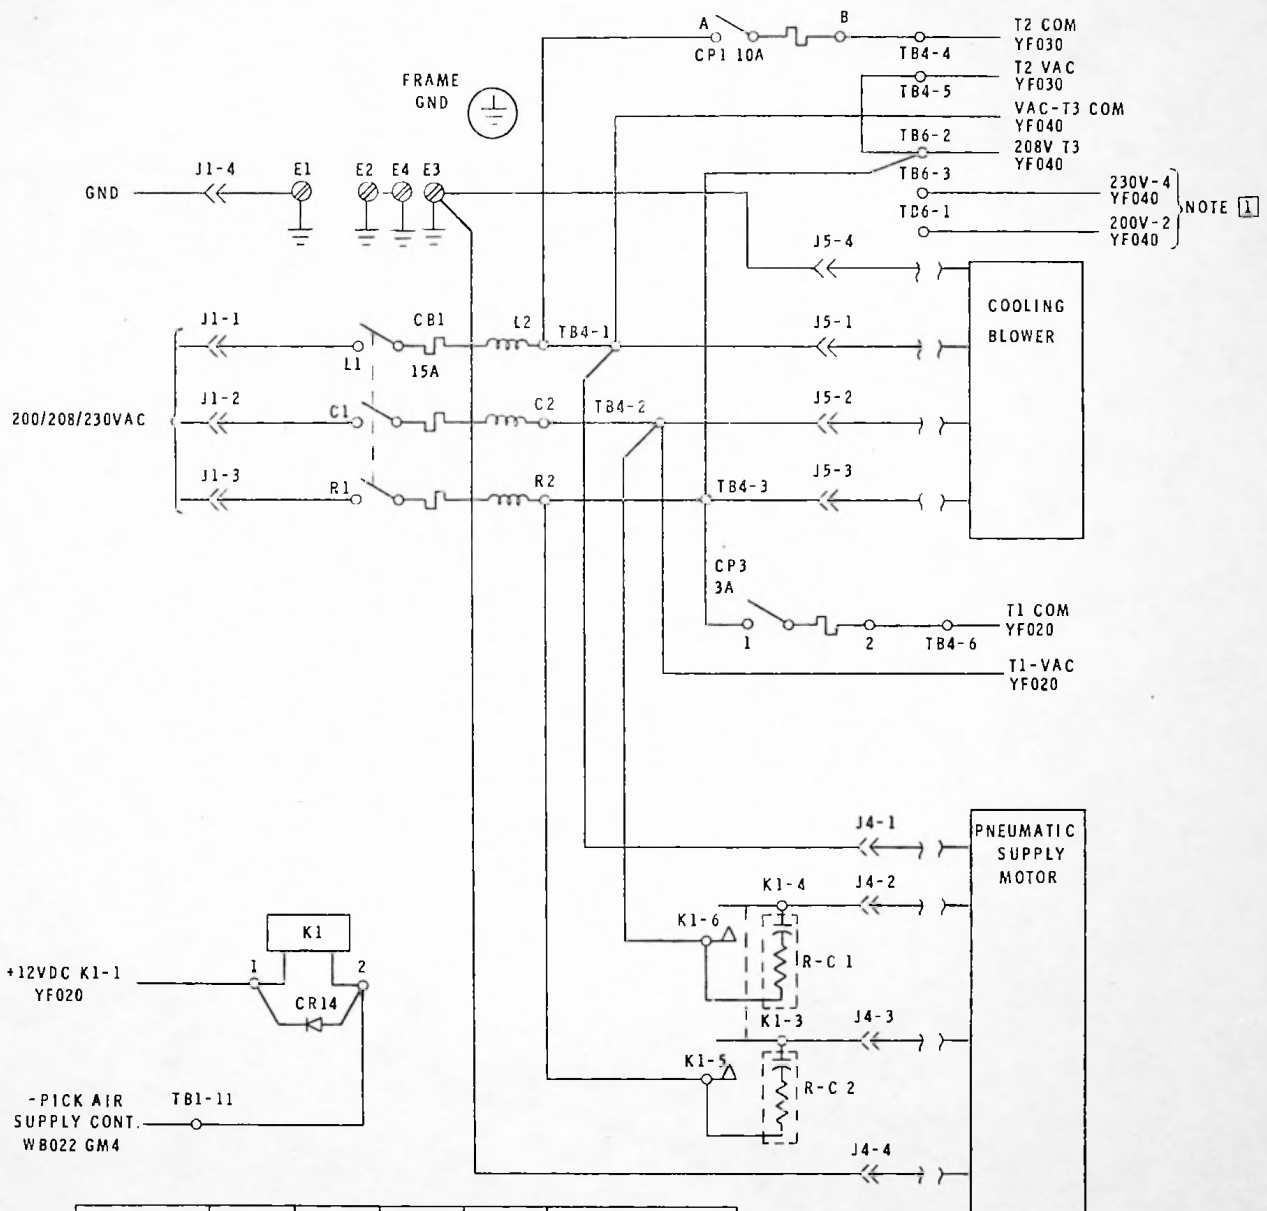 A
B
CP1 10A
TB4-4
T2 COM
YF030
T2 VAC
YF030
TB4-5
VAC-T3 COM
YF040
TB6-2
208V T3
YF040
TB6-3
230V-4
YF040
NOTE 1
TB6-1
200V-2
YF040
FRAME
GND
GND
J1-4
E1
E2
E4
E3
J5-4
COOLING
BLOWER
J1-1
L1
CB1
15A
L2
TB4-1
J5-1
200/208/230VAC
J1-2
C1
C2
TB4-2
J5-2
J1-3
R1
R2
TB4-3
J5-3
CP3
3A
1
2
TB4-6
T1 COM
YF020
T1-VAC
YF020
J4-1
PNEUMATIC
SUPPLY
MOTOR
K1-4
J4-2
K1-6
R-C 1
K1
+12VDC K1-1
YF020
1
2
CR14
K1-3
J4-3
K1-5
R-C 2
-PICK AIR
SUPPLY CONT.
WB022 GM4
TB1-11
J4-4